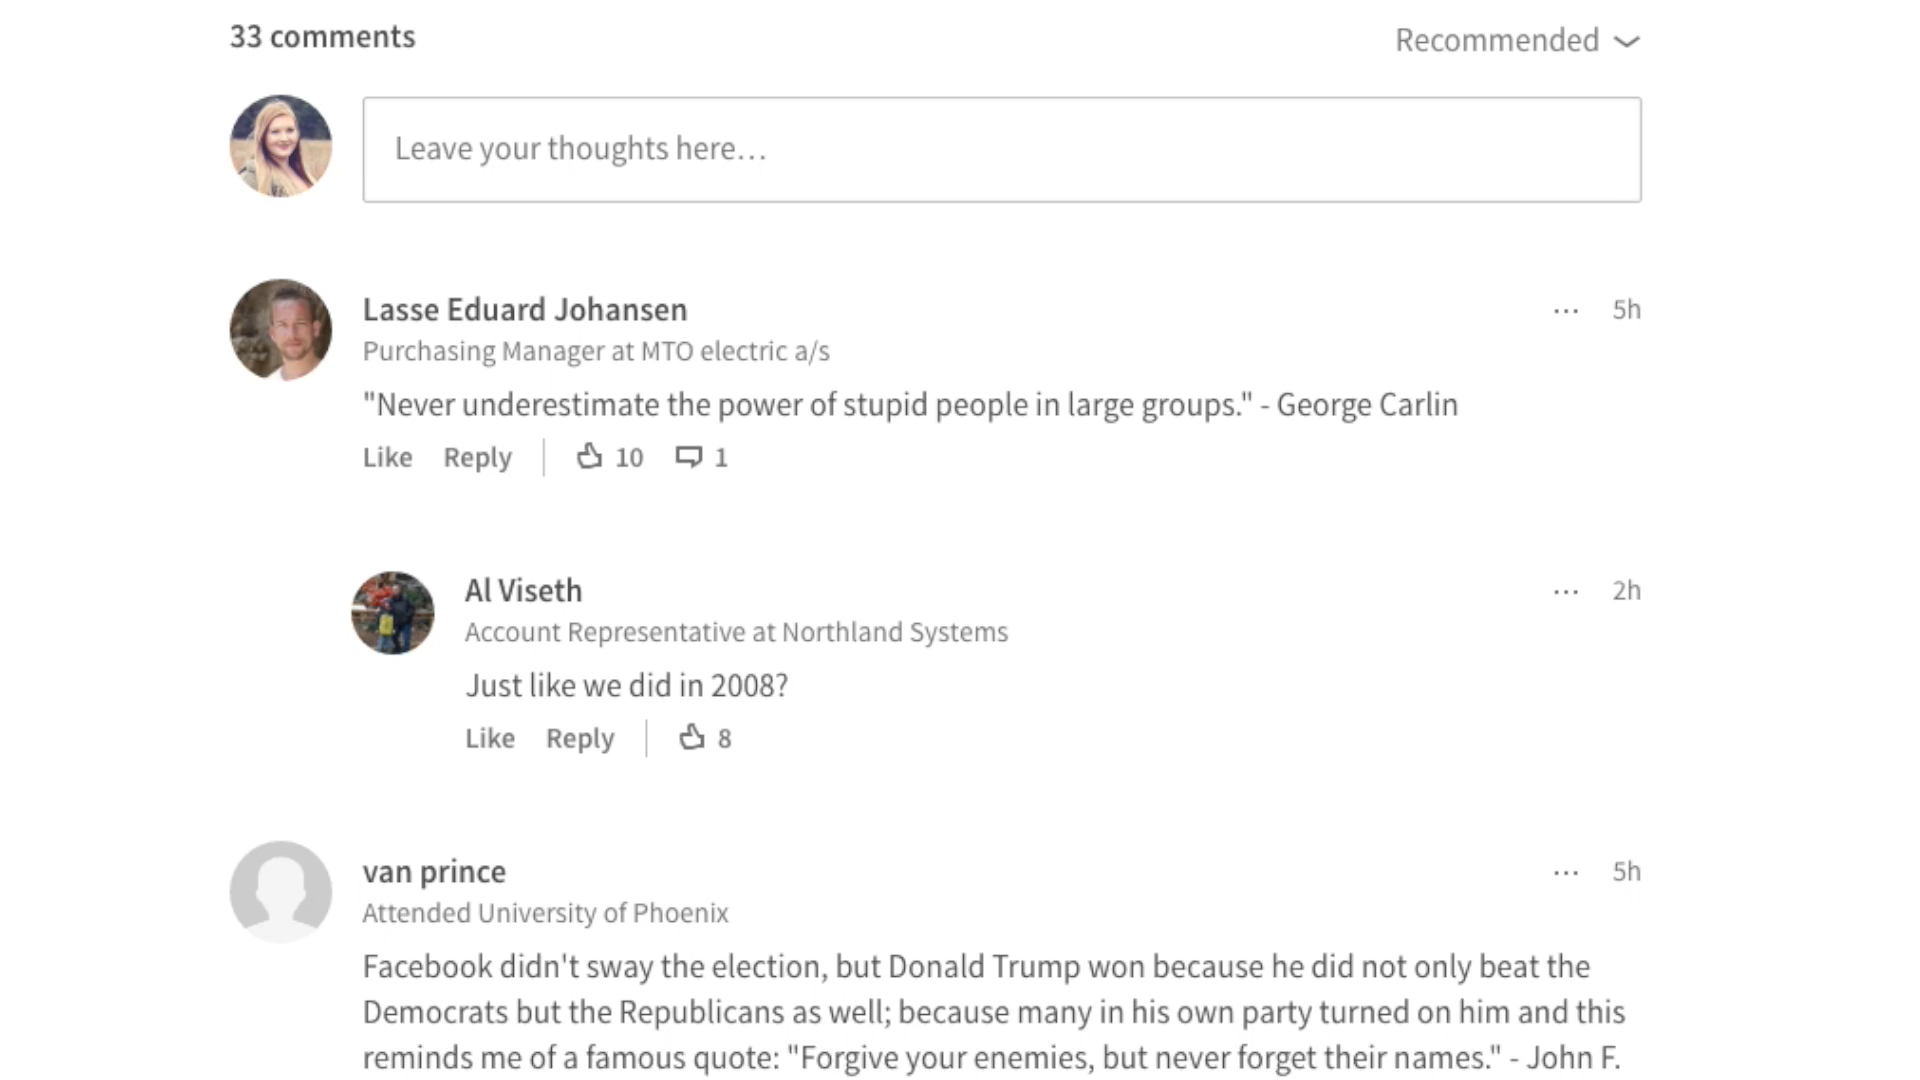 33 comments
Recommended
Leave your thoughts here...
Lasse Eduard Johansen
... 5h
Purchasing Manager at MTO electric a/s
"Never underestimate the power of stupid people in large groups." - George Carlin
Like Reply 10 1
Al Viseth
... 2h
Account Representative at Northland Systems
Just like we did in 2008?
Like Reply 8
van prince
... 5h
Attended University of Phoenix
Facebook didn't sway the election, but Donald Trump won because he did not only beat the
Democrats but the Republicans as well; because many in his own party turned on him and this
reminds me of a famous quote: "Forgive your enemies, but never forget their names." - John F.